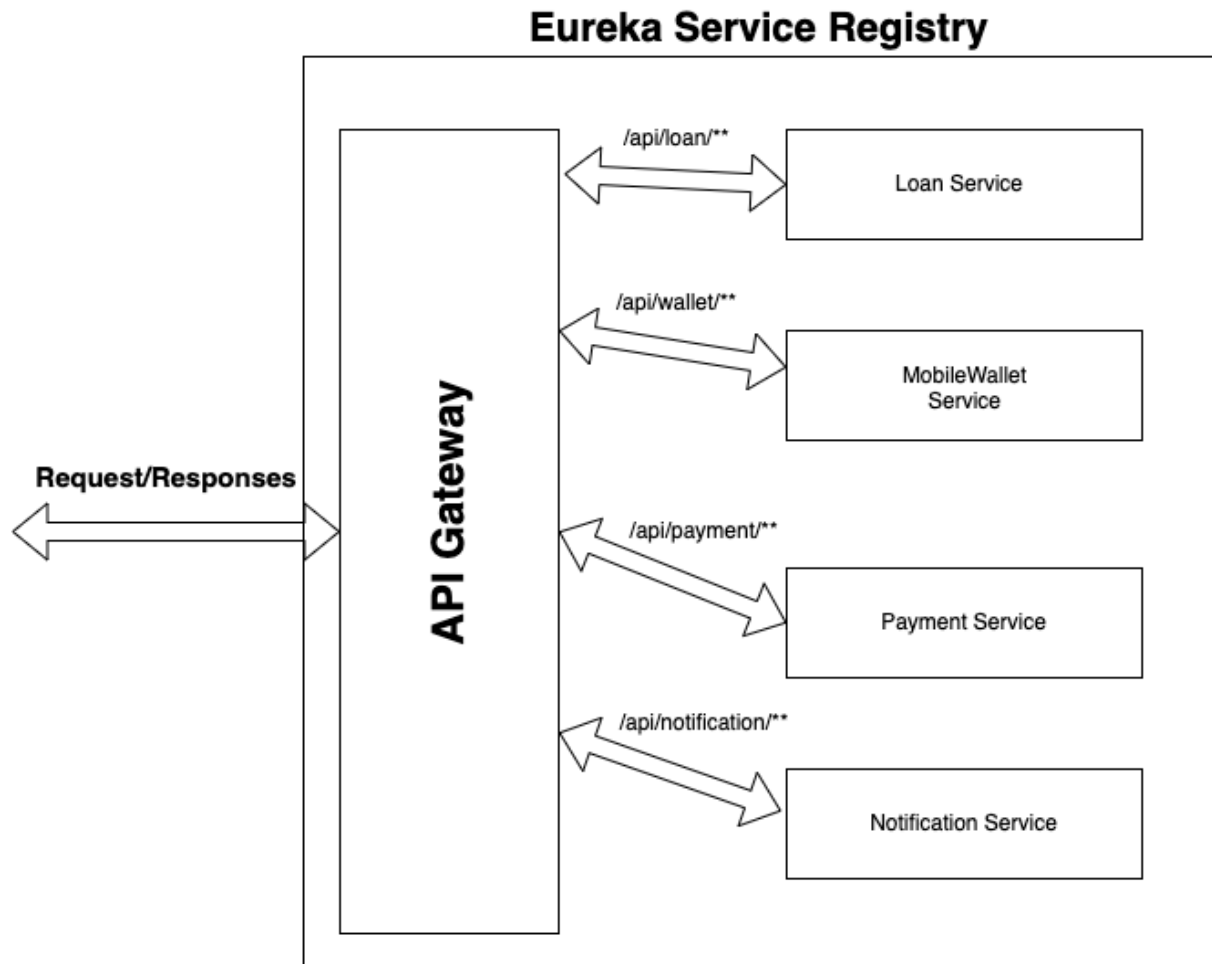 Eureka Service Registry
/api/loan/**
Loan Service
/api/wallet/**
MobileWallet
Service
Request/Responses
API Gateway
/api/payment/**
Payment Service
/api/notification/**
Notification Service